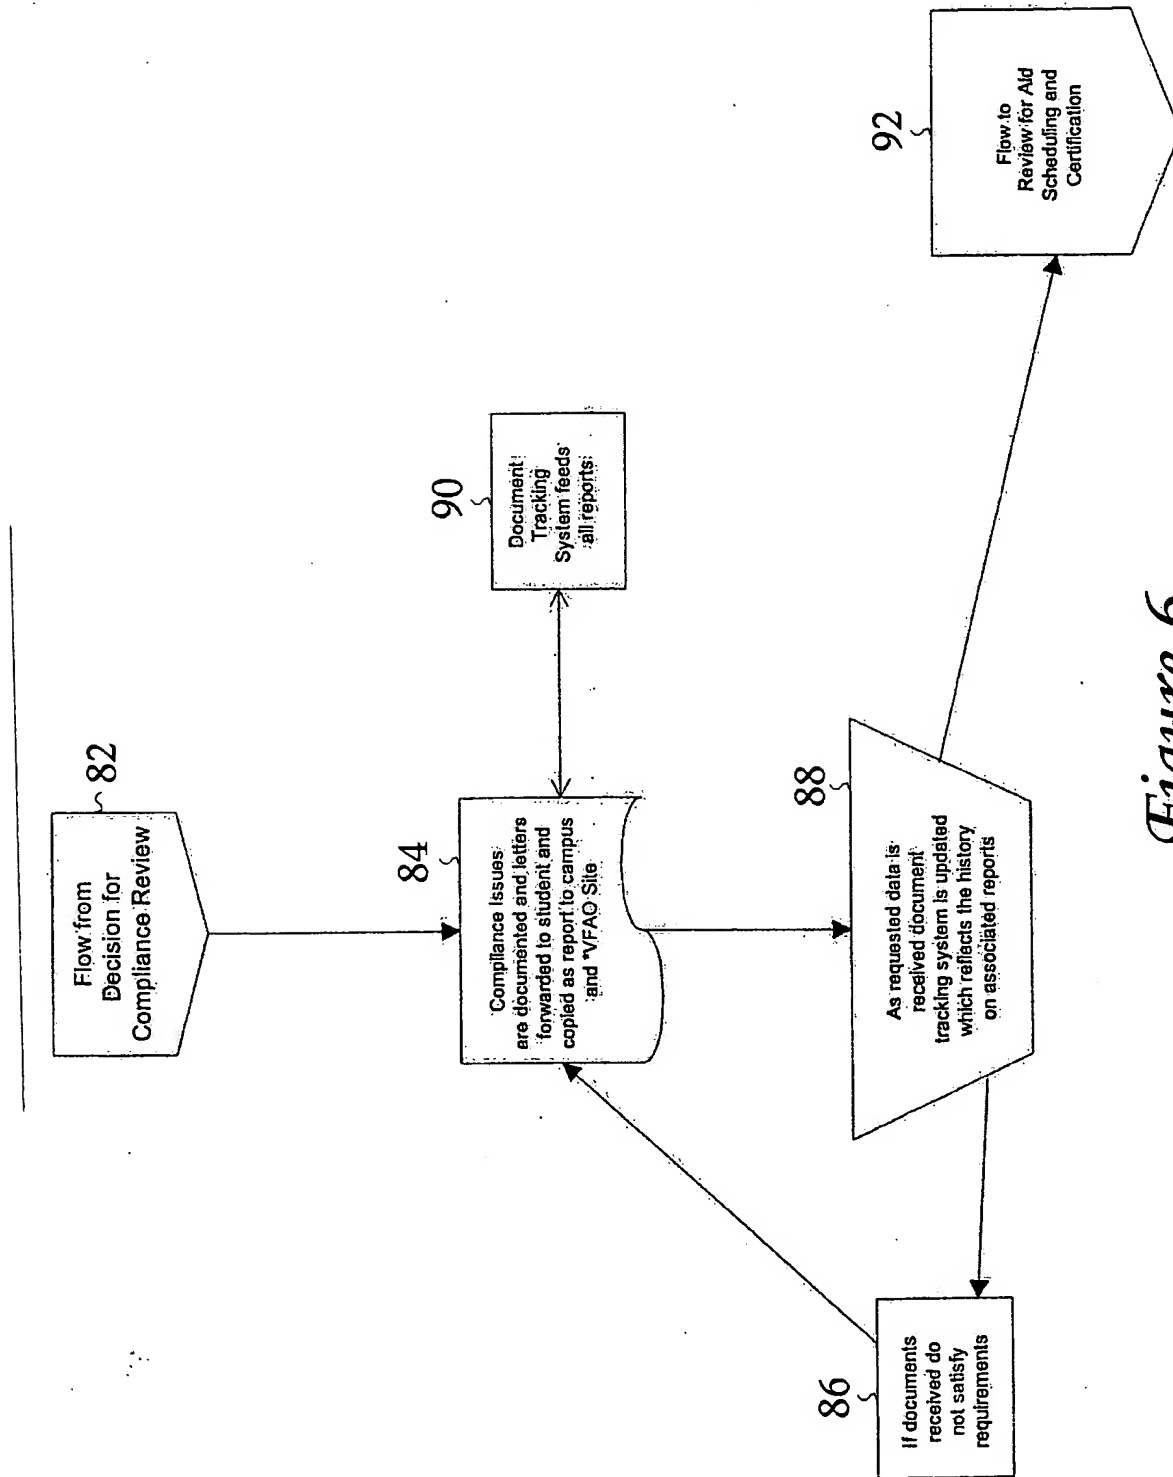 82
Flow from
Decision for
Compliance Review
84
Compliance Issues
are documented and letters
forwarded to student and
copied as report to campus
and *VFAO Site
90
Document
Tracking
System feeds
all reports
88
As requested data is
received document
tracking system is updated
which reflects the history
on associated reports
86
If documents
received do
not satisfy
requirements
92
Flow to
Review for Aid
Scheduling and
Certification
Figure 6